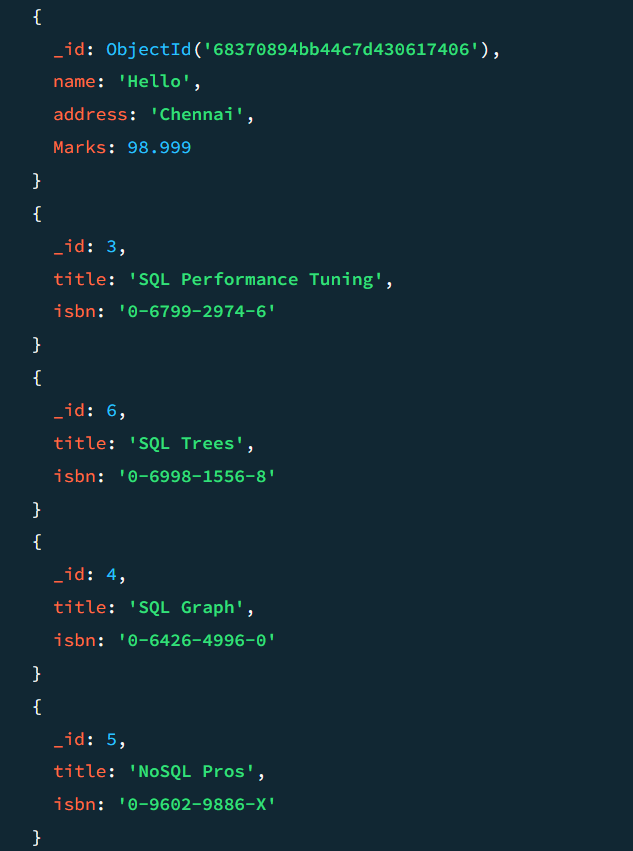 {
_id: ObjectId('68370894bb44c7d430617406'),
name: 'Hello',
address: 'Chennai',
Marks: 98.999
}
{
_id: 3,
title: 'SQL Performance Tuning',
isbn: '0-6799-2974-6'
}
{
_id: 6,
title: 'SQL Trees',
isbn: '0-6998-1556-8'
}
{
_id: 4,
title: 'SQL Graph',
isbn: '0-6426-4996-0'
}
{
_id: 5,
title: 'NoSQL Pros',
isbn: '0-9602-9886-X'
}